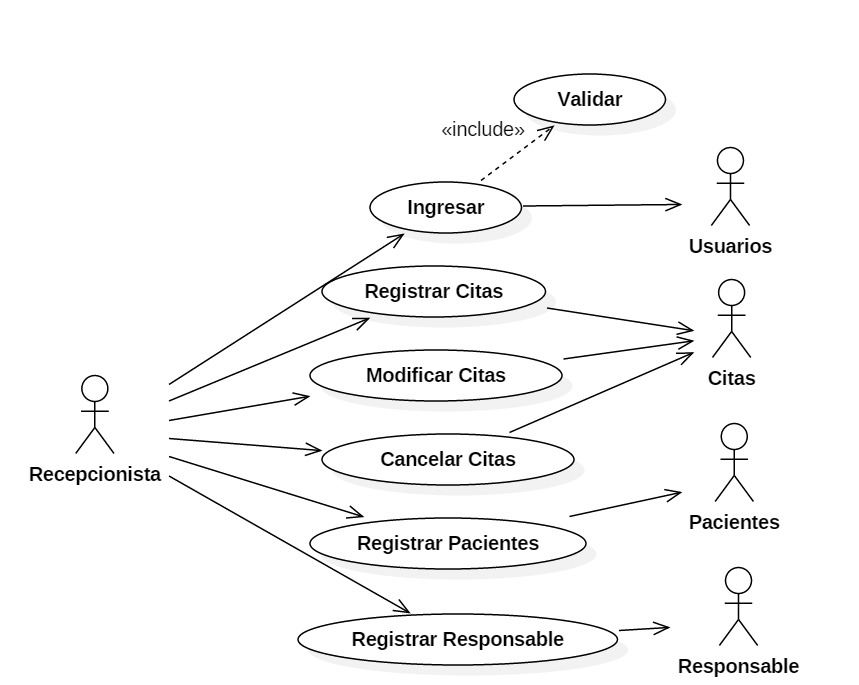 Validar
«include»
Ingresar
Usuarios
Registrar Citas
Modificar Citas
Citas
Cancelar Citas
Recepcionista
Pacientes
Registrar Pacientes
Registrar Responsable
Responsable